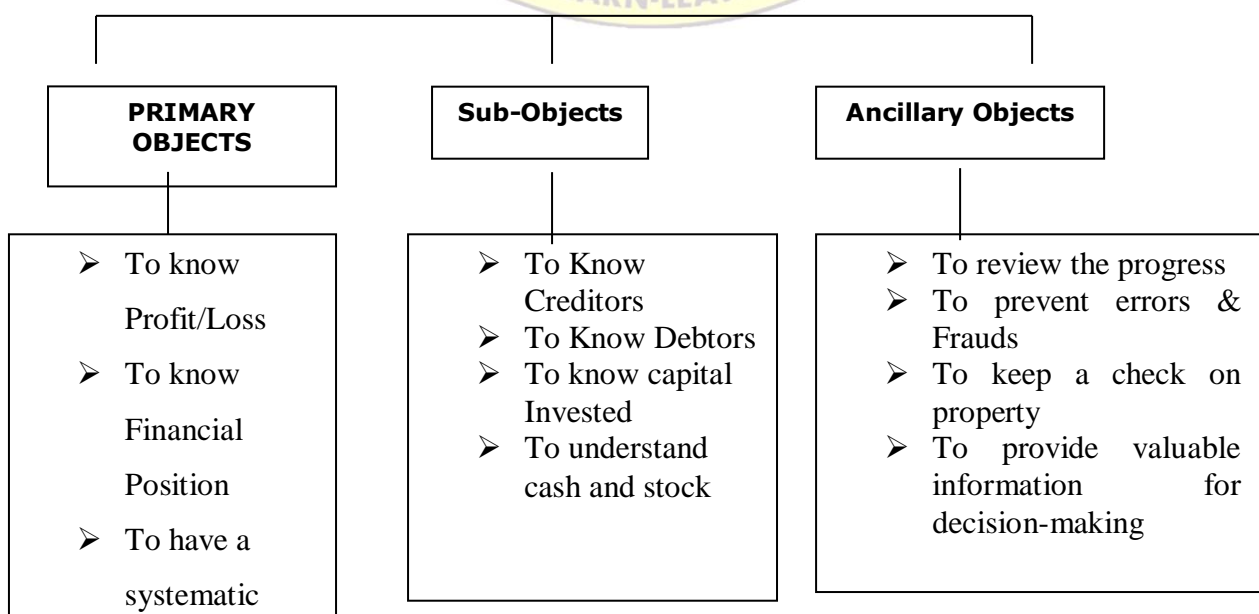 PRIMARY
OBJECTS
➢ To know
Profit/Loss
➢ To know
Financial
Position
➢ To have a
systematic
Sub-Objects
➢ To Know
Creditors
➢ To Know Debtors
➢ To know capital
Invested
➢ To understand
cash and stock
Ancillary Objects
➢ To review the progress
➢ To prevent errors &
Frauds
➢ To keep a check on
property
➢ To provide valuable
information for
decision-making